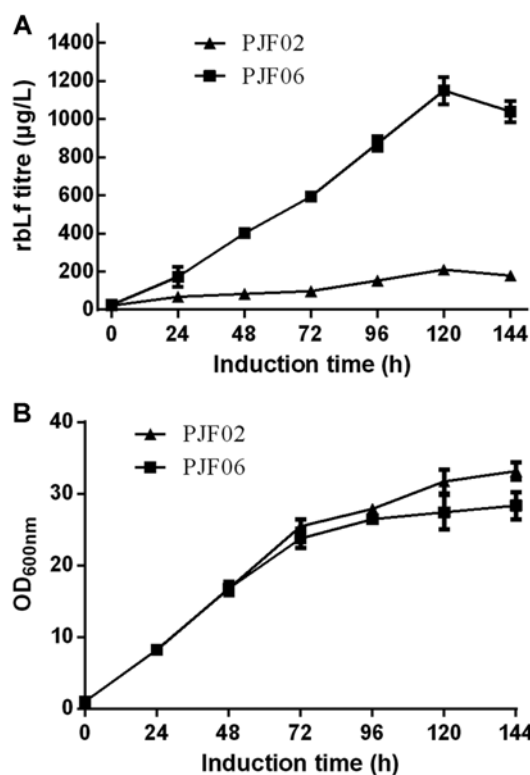 A
PJF02
PJF06
rbLf titre (µg/L)
1400
1200
1000
800
600
400
200
0
0 24 48 72 96 120 144
Induction time (h)
B
PJF02
PJF06
OD600nm
40
30
20
10
0
0 24 48 72 96 120 144
Induction time (h)